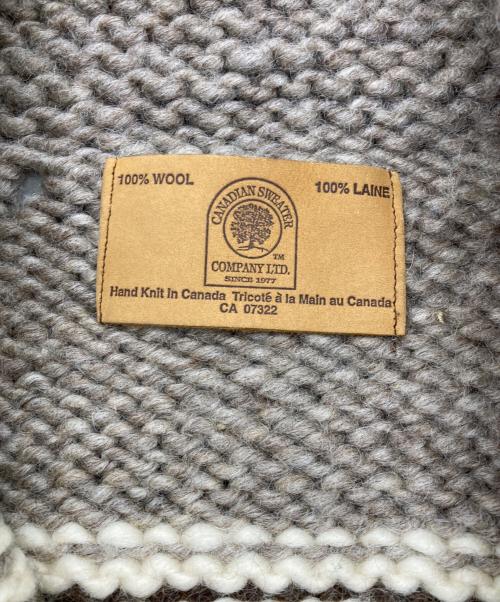 100% WOOL
100% LAINE
CANADIAN SWEATER
™
COMPANY LTD.
SINCE 1977
Hand Knit In Canada Tricoté à la Main au Canada
CA 07322